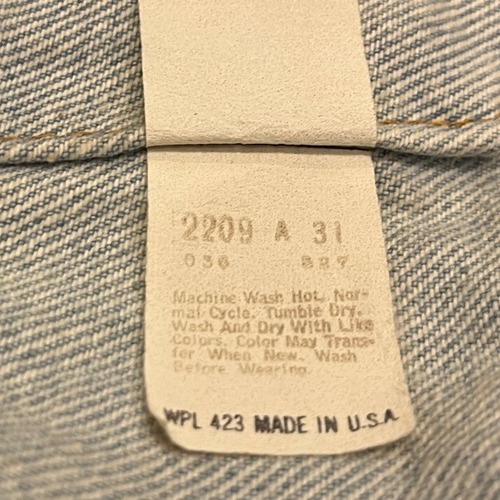 2209 A 31
036 527
Machine Wash Hot, Nor-
mal Cycle. Tumble Dry.
Wash And Dry With Like
Colors. Color May Trans-
fer When New. Wash
Before Wearing.
WPL 423 MADE IN U.S.A.